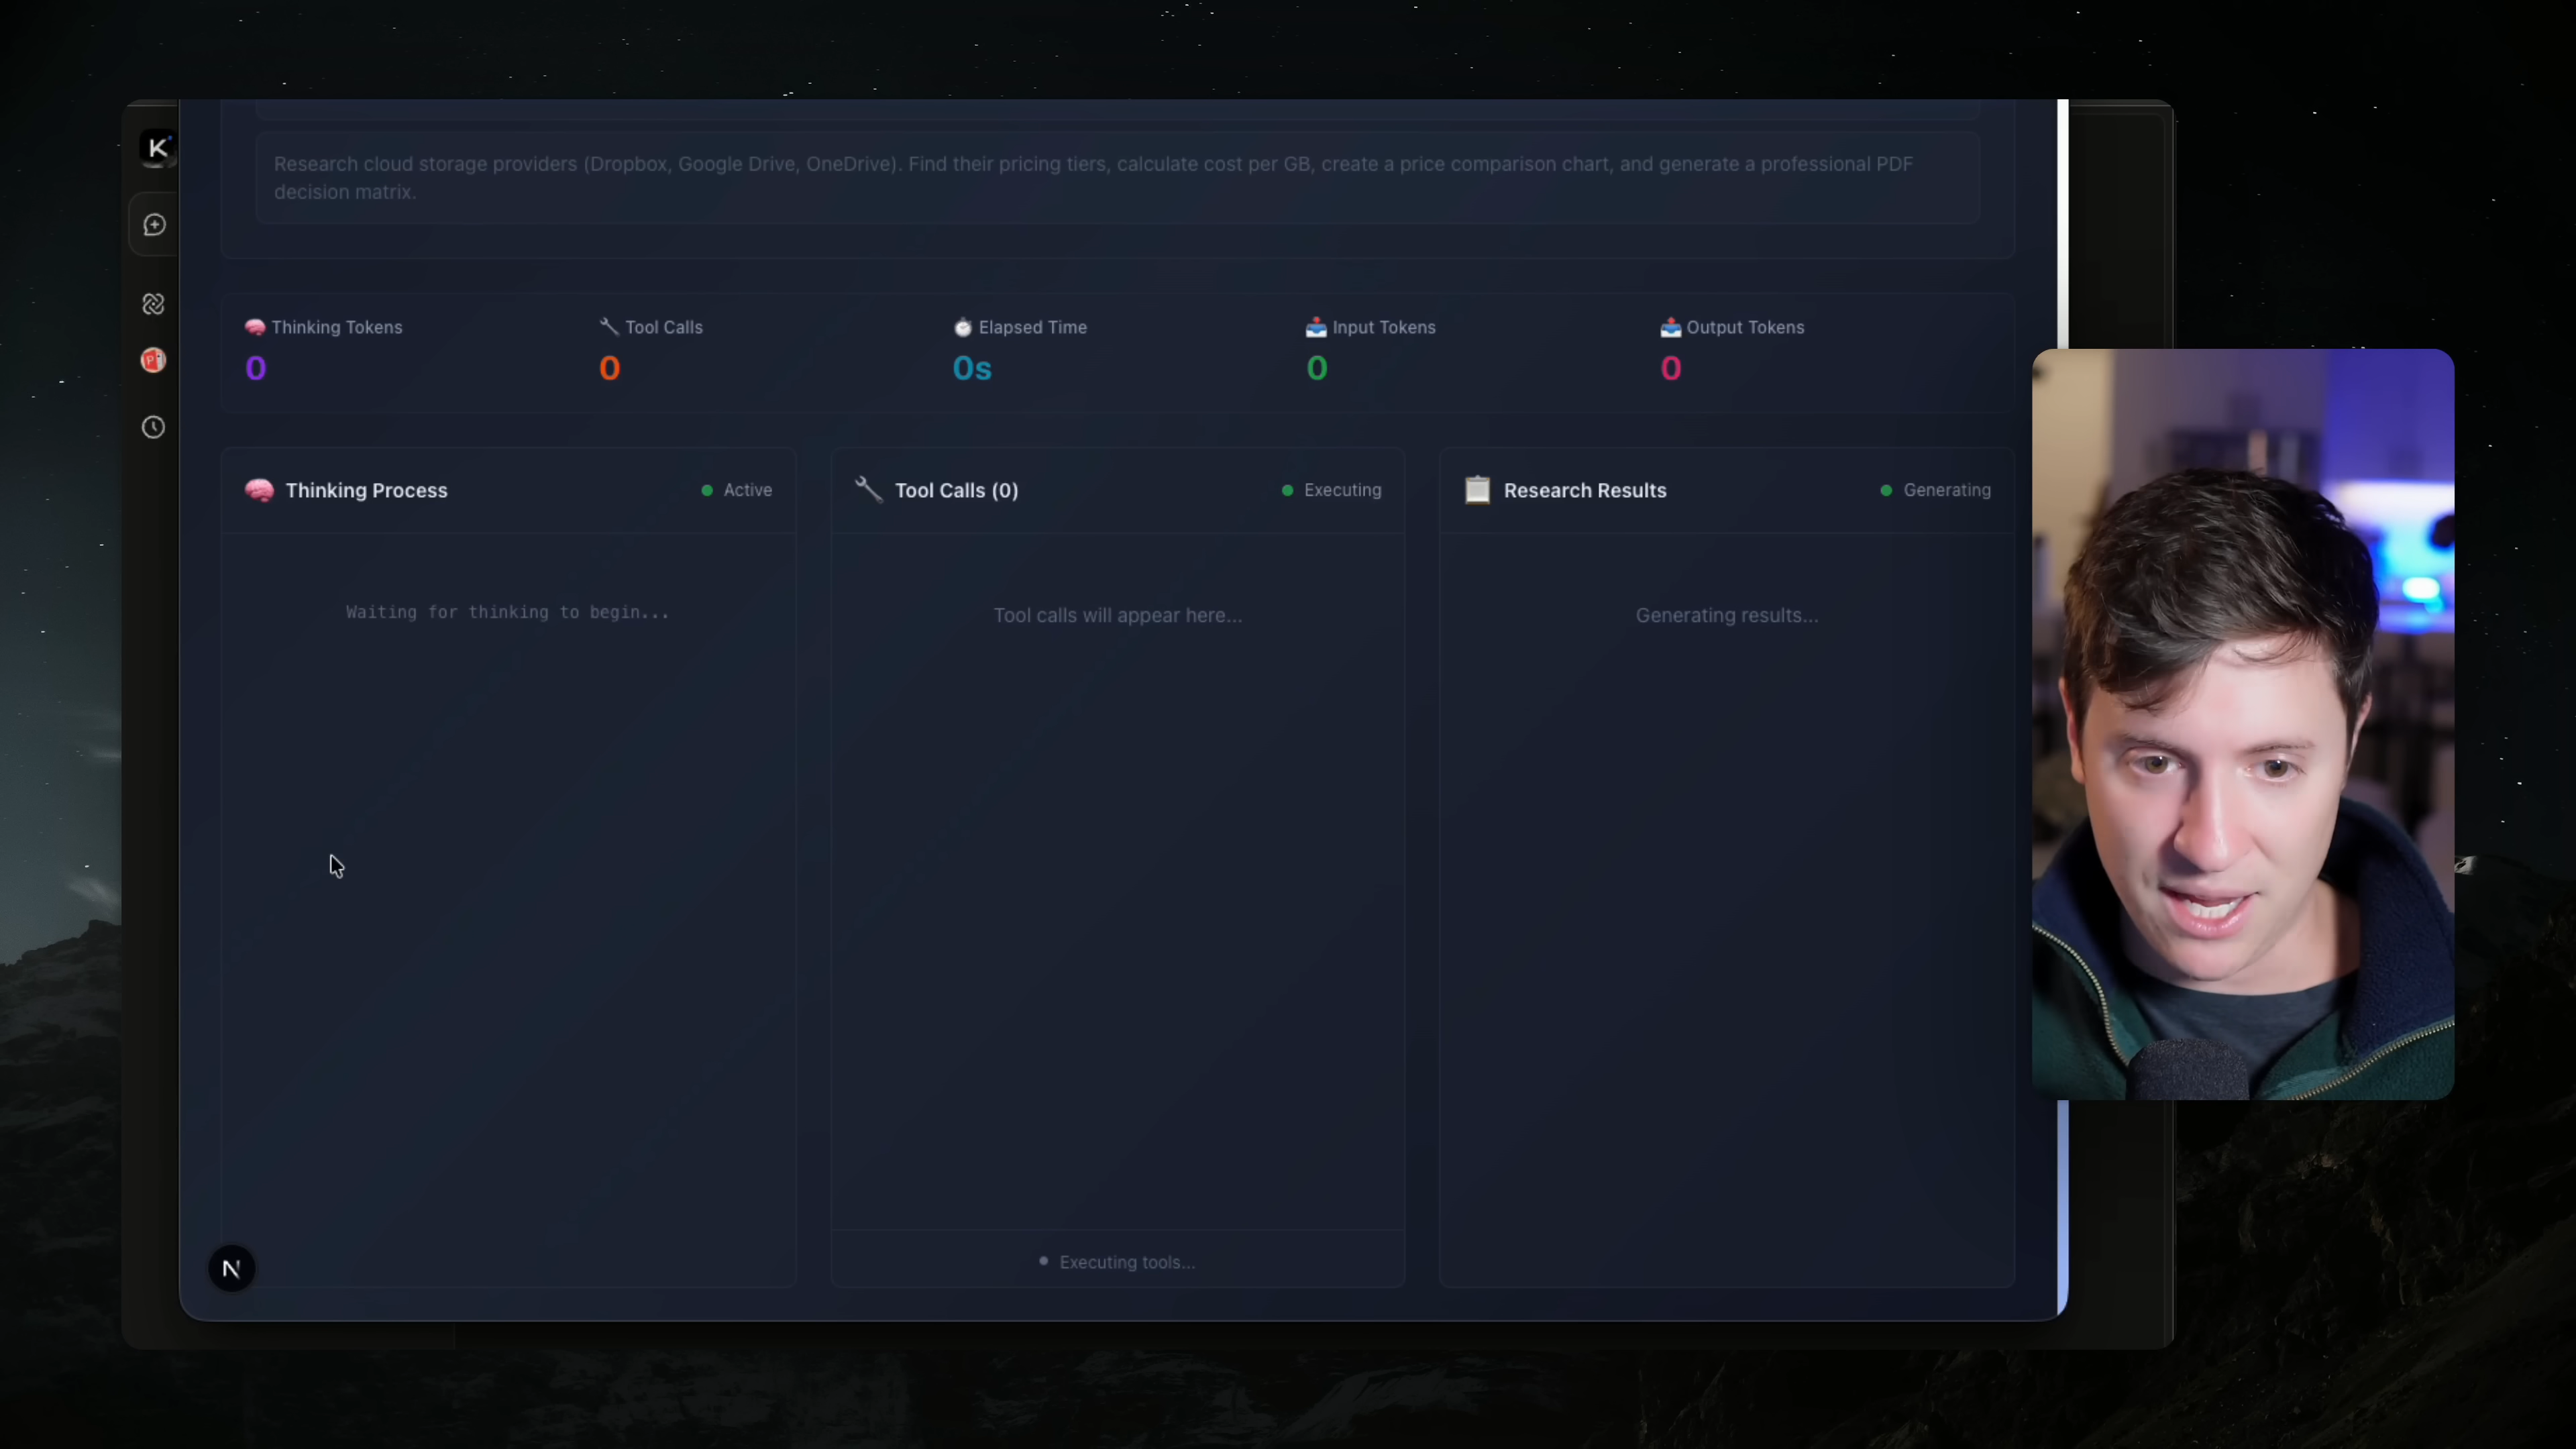 K
Research cloud storage providers (Dropbox, Google Drive, OneDrive). Find their pricing tiers, calculate cost per GB, create a price comparison chart, and generate a professional PDF
decision matrix.
Thinking Tokens
0
Tool Calls
0
Elapsed Time
0s
Input Tokens
0
Output Tokens
0
Thinking Process
Active
Waiting for thinking to begin...
Tool Calls (0)
Executing
Tool calls will appear here...
Executing tools...
Research Results
Generating
Generating results...
P
N